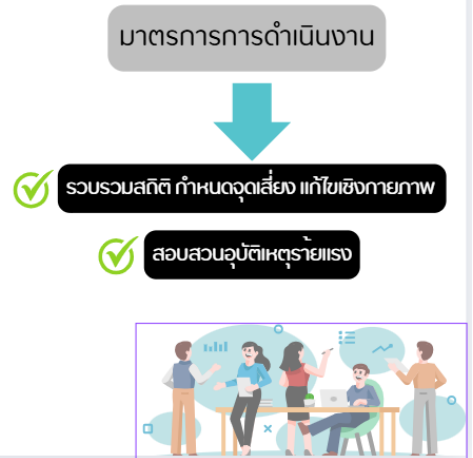 มาตรการการดำเนินงาน
รวบรวมสถิติ กำหนดจุดเสี่ยง แก้ไขเชิงกายภาพ
สอบสวนอุบัติเหตุร้ายแรง